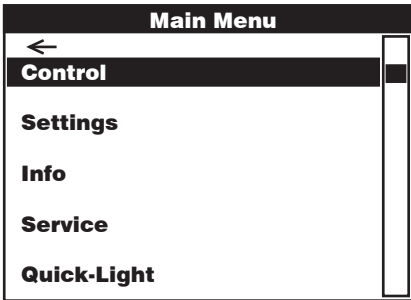 Main Menu
Control
Settings
Info
Service
Quick-Light